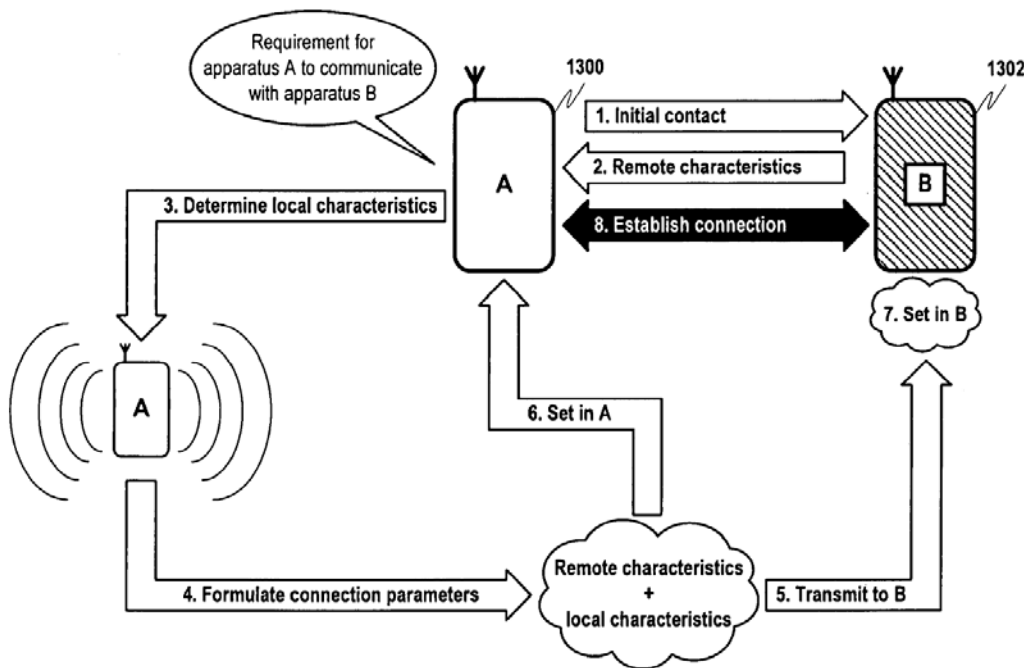 Requirement for
apparatus A to communicate
with apparatus B
1300
1302
1. Initial contact
2. Remote characteristics
A
B
3. Determine local characteristics
8. Establish connection
7. Set in B
A
6. Set in A
Remote characteristics
+
local characteristics
4. Formulate connection parameters
5. Transmit to B